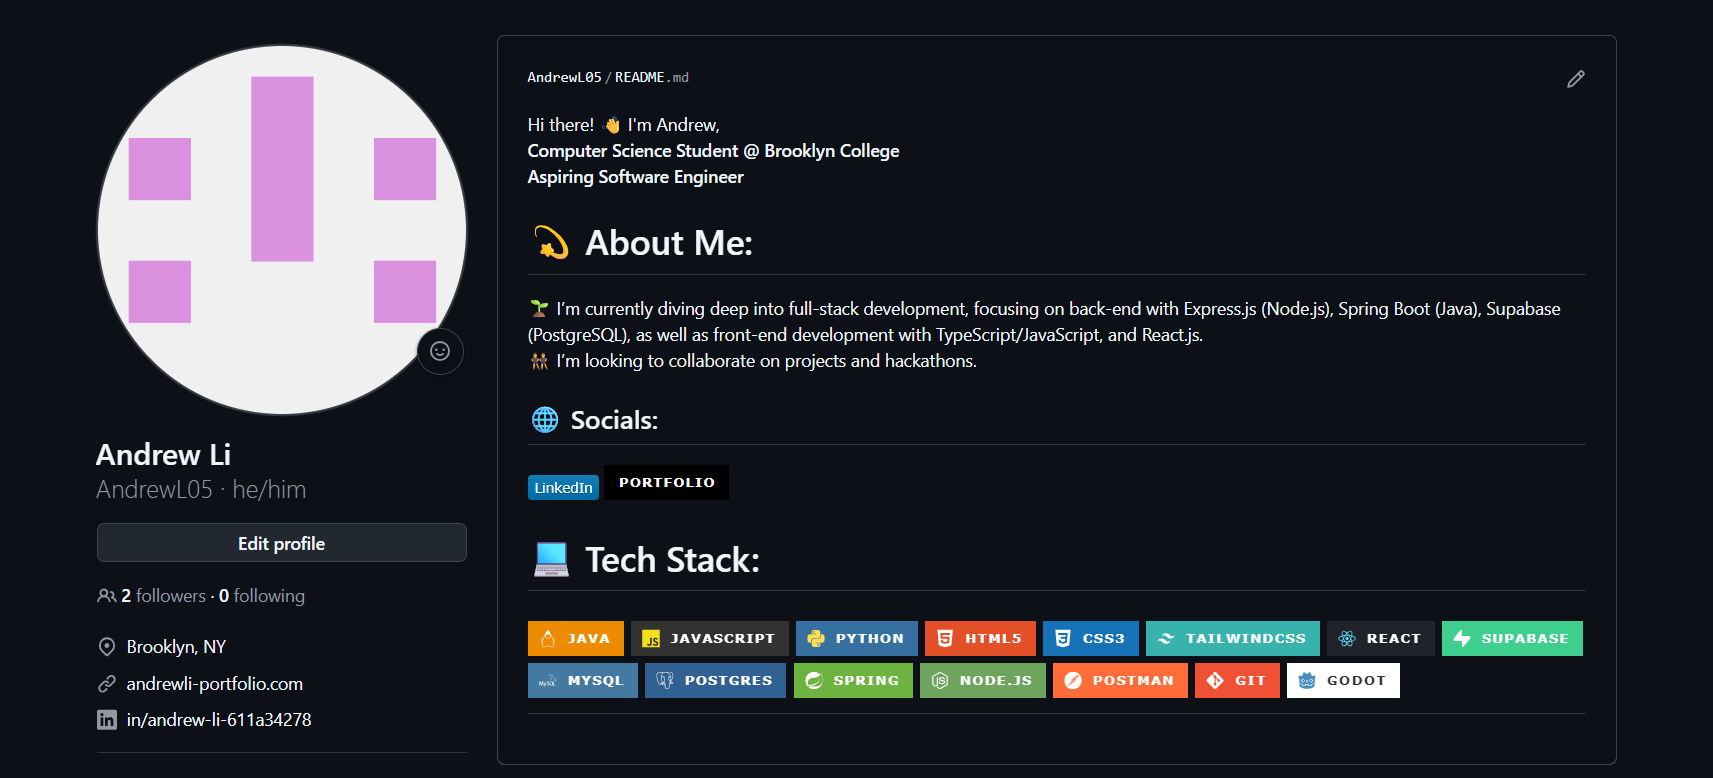 Andrew Li
AndrewL05 · he/him
Edit profile
2 followers · 0 following
Brooklyn, NY
andrewli-portfolio.com
in/andrew-li-611a34278
AndrewL05/README.md
Hi there! 👋 I'm Andrew,
Computer Science Student @ Brooklyn College
Aspiring Software Engineer
💫 About Me:
🌱 I’m currently diving deep into full-stack development, focusing on back-end with Express.js (Node.js), Spring Boot (Java), Supabase
(PostgreSQL), as well as front-end development with TypeScript/JavaScript, and React.js.
👯 I’m looking to collaborate on projects and hackathons.
🌐 Socials:
LinkedIn PORTFOLIO
💻 Tech Stack:
JAVA JS JAVASCRIPT PYTHON HTML5 CSS3 TAILWINDCSS REACT SUPABASE
MySQL MYSQL POSTGRES SPRING NODE.JS POSTMAN GIT GODOT